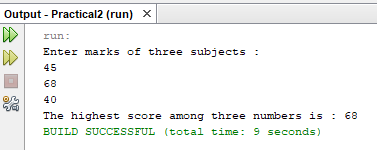 Output - Practical2 (run) ×
run:
Enter marks of three subjects :
45
68
40
The highest score among three numbers is : 68
BUILD SUCCESSFUL (total time: 9 seconds)